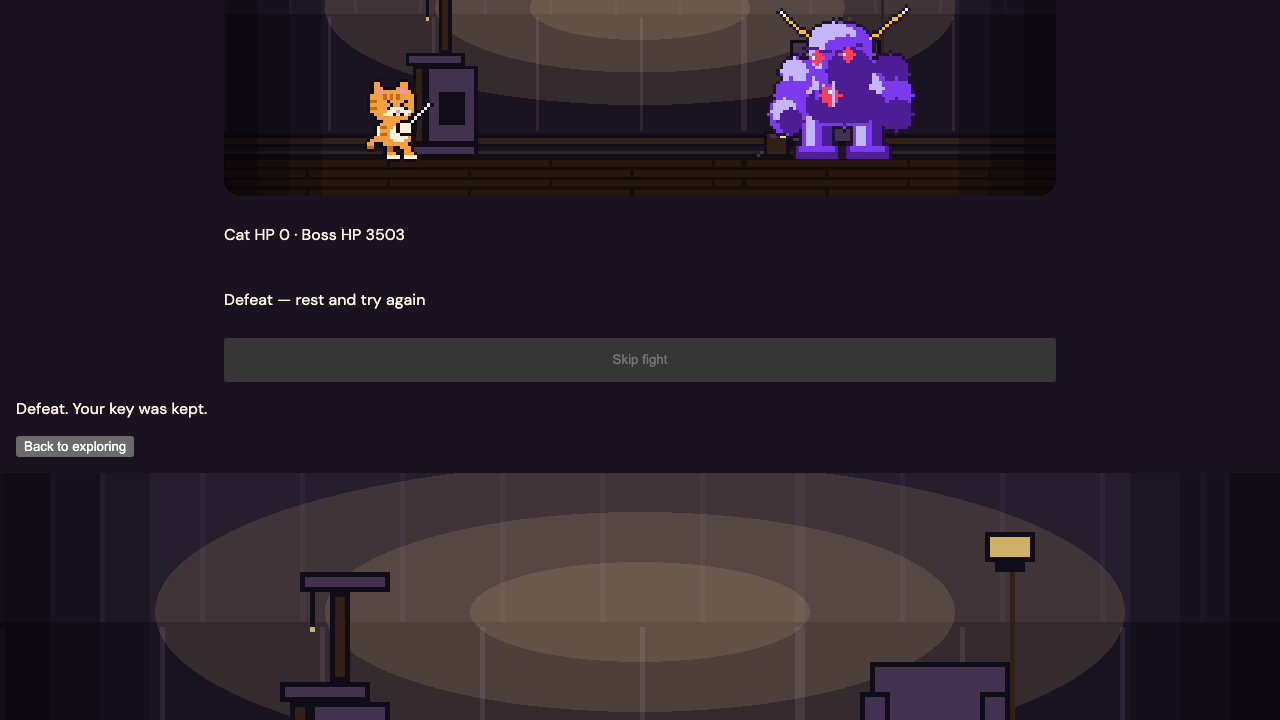 Cat HP 0 · Boss HP 3503
Defeat — rest and try again
Skip fight
Defeat. Your key was kept.
Back to exploring